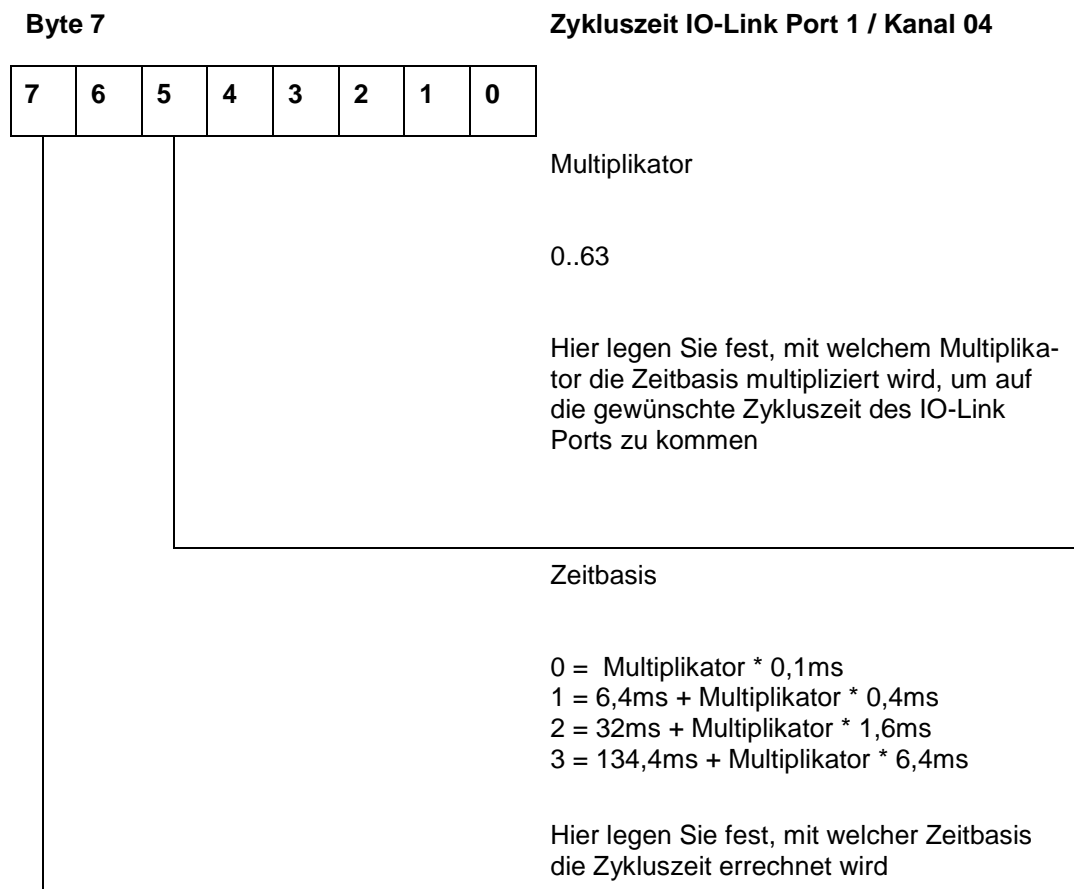 Byte 7 Zykluszeit IO-Link Port 1 / Kanal 04
7 6 5 4 3 2 1 0
Multiplikator
0..63
Hier legen Sie fest, mit welchem Multiplika-
tor die Zeitbasis multipliziert wird, um auf
die gewünschte Zykluszeit des IO-Link
Ports zu kommen
Zeitbasis
0 = Multiplikator * 0,1ms
1 = 6,4ms + Multiplikator * 0,4ms
2 = 32ms + Multiplikator * 1,6ms
3 = 134,4ms + Multiplikator * 6,4ms
Hier legen Sie fest, mit welcher Zeitbasis
die Zykluszeit errechnet wird